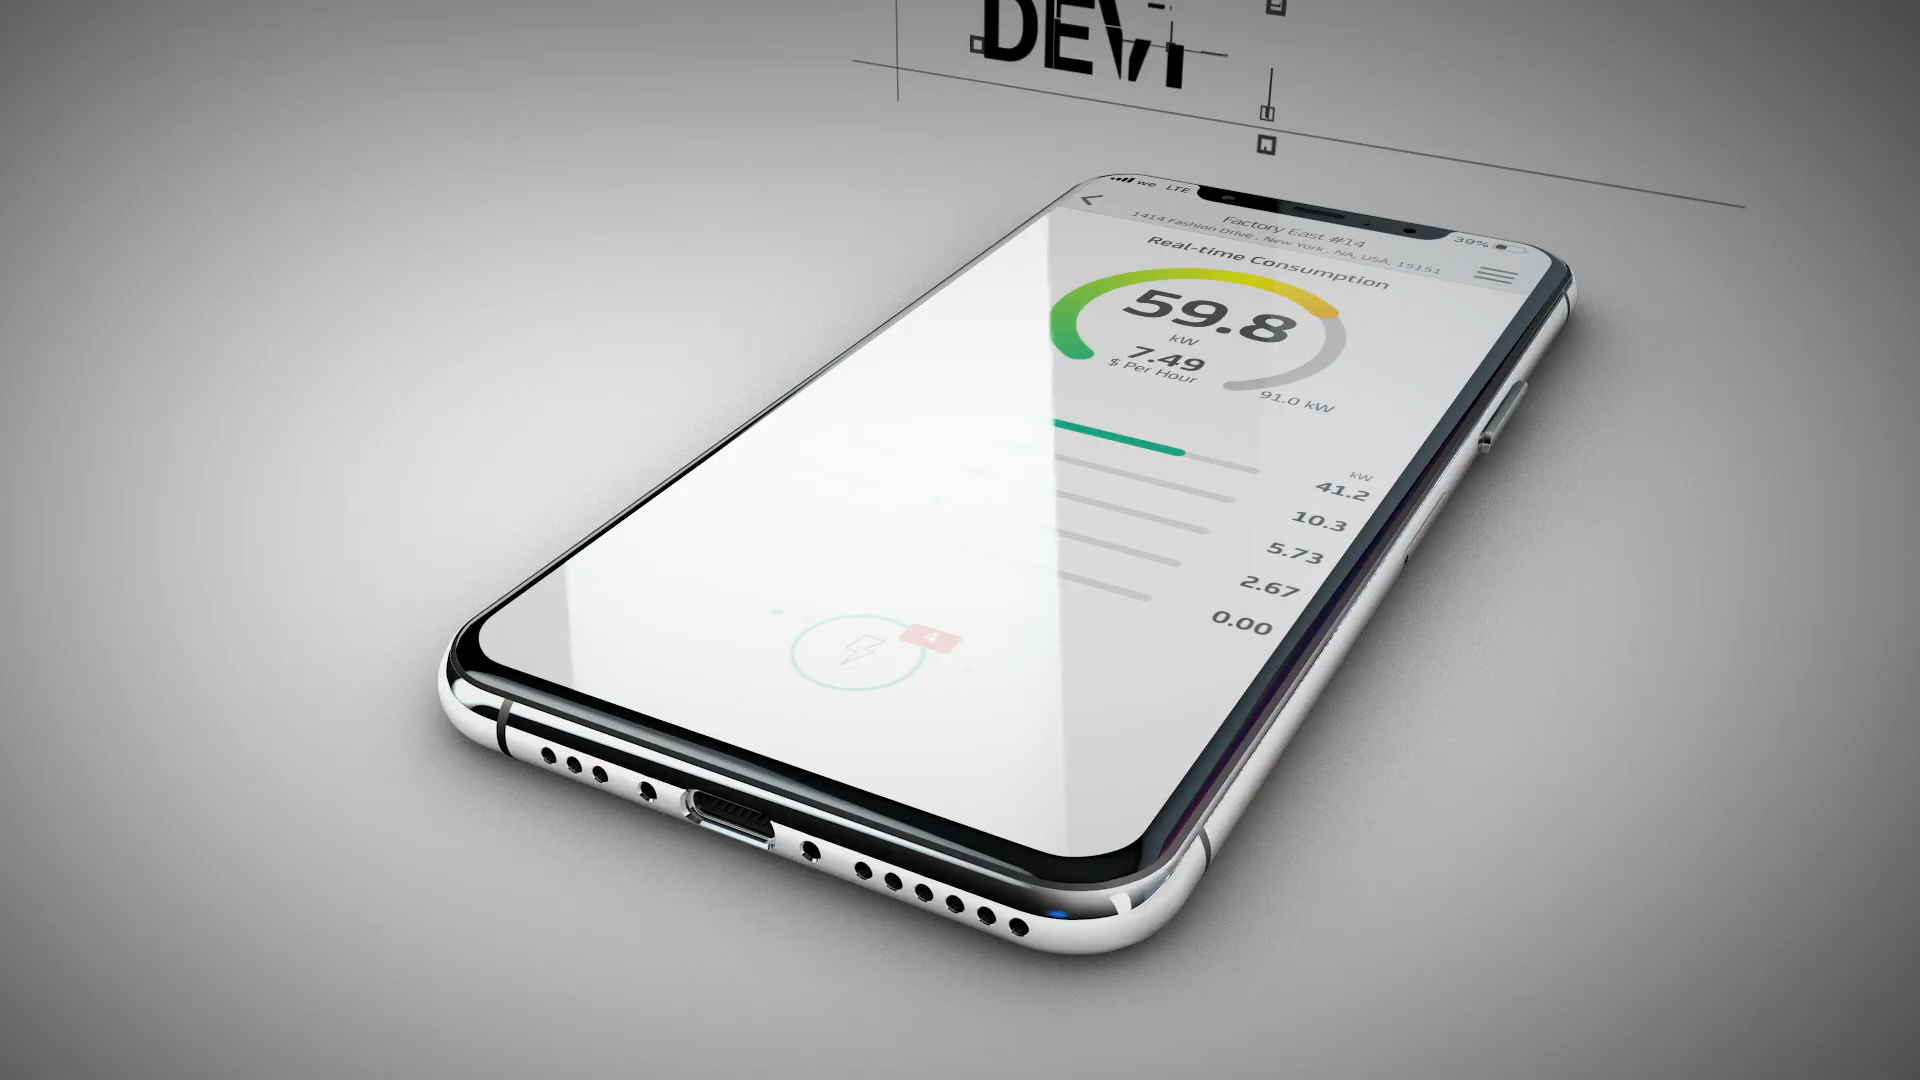 DEVI
we LTE
39%
Factory East #14
1414 Fashion Drive, New York, NA, USA, 15151
Real-time Consumption
59.8
kW
7.49
$ Per Hour
91.0 kW
kW
41.2
10.3
5.73
2.67
0.00
4